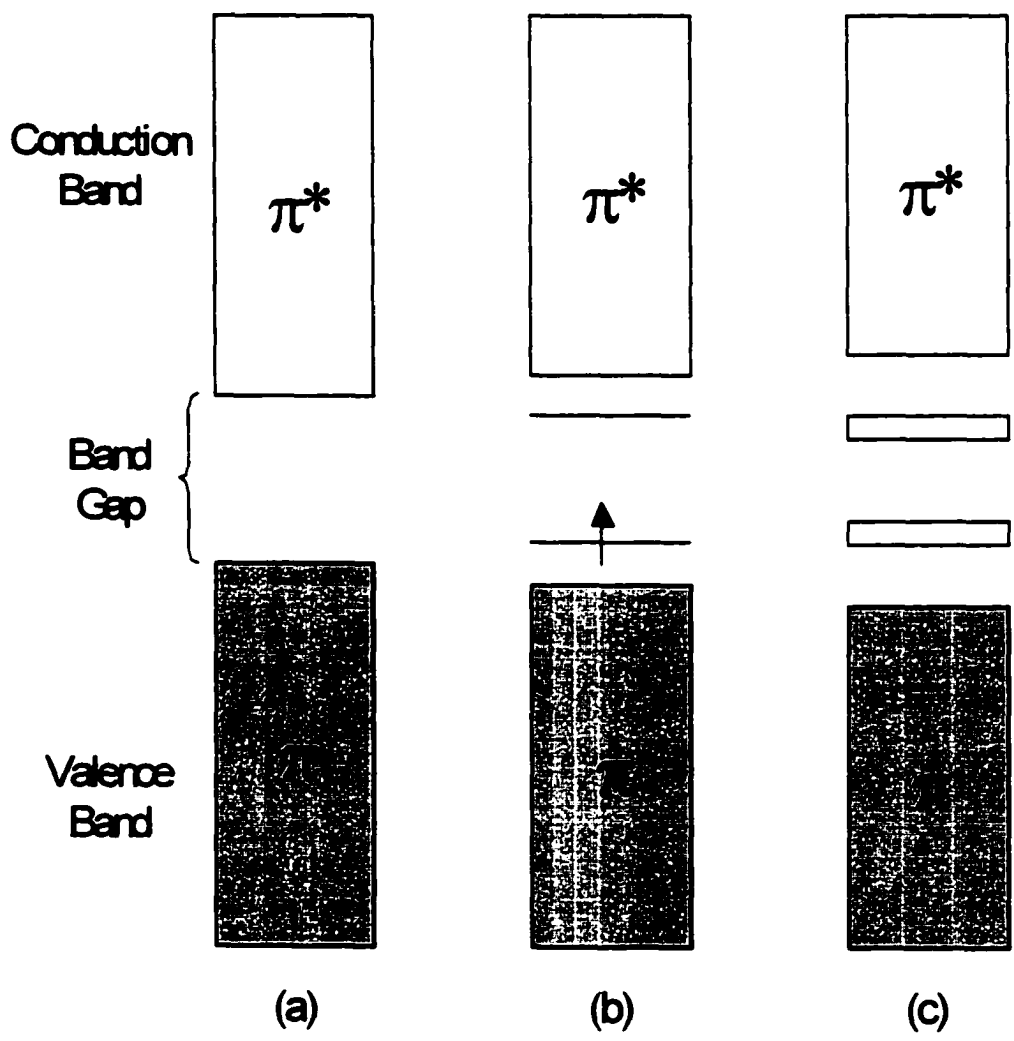 Conduction
Band
π*
π*
π*
Band
Gap
Valence
Band
(a)
(b)
(c)